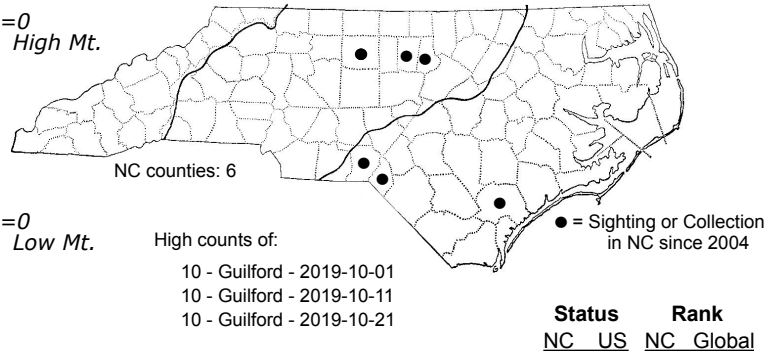 =0
High Mt.
NC counties: 6
=0
Low Mt.
High counts of:
10 - Guilford - 2019-10-01
10 - Guilford - 2019-10-11
10 - Guilford - 2019-10-21
● = Sighting or Collection
in NC since 2004
Status Rank
NC US NC Global